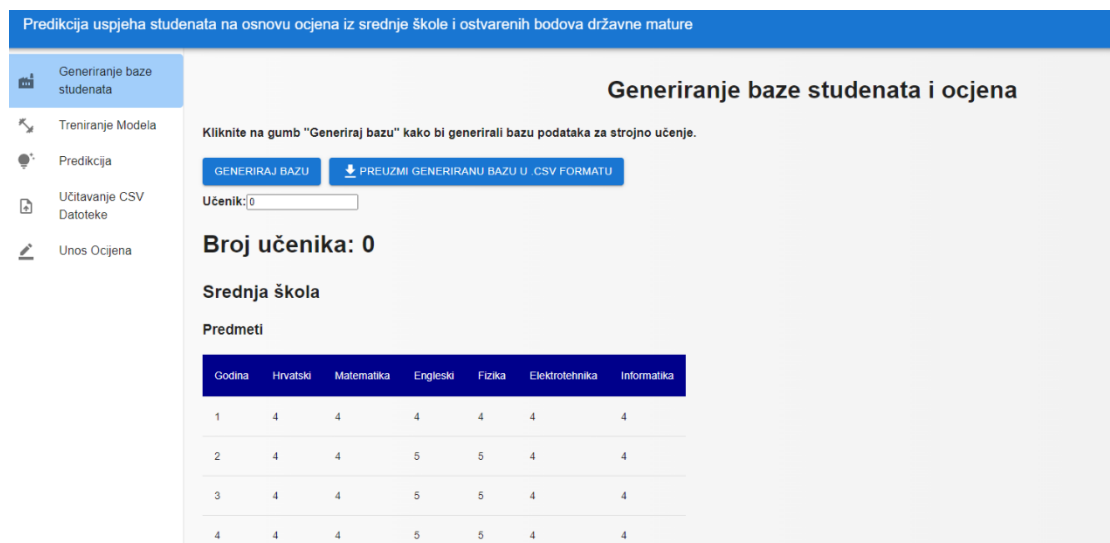 Predikcija uspjeha studenata na osnovu ocjena iz srednje škole i ostvarenih bodova državne mature
Generiranje baze
studenata
Treniranje Modela
Predikcija
Učitavanje CSV
Datoteke
Unos Ocijena
Generiranje baze studenata i ocjena
Kliknite na gumb "Generiraj bazu" kako bi generirali bazu podataka za strojno učenje.
GENERIRAJ BAZU PREUZMI GENERIRANU BAZU U .CSV FORMATU
Učenik: 0
Broj učenika: 0
Srednja škola
Predmeti
Godina Hrvatski Matematika Engleski Fizika Elektrotehnika Informatika
1 4 4 4 4 4 4
2 4 4 5 5 4 4
3 4 4 5 5 4 4
4 4 4 5 5 4 4